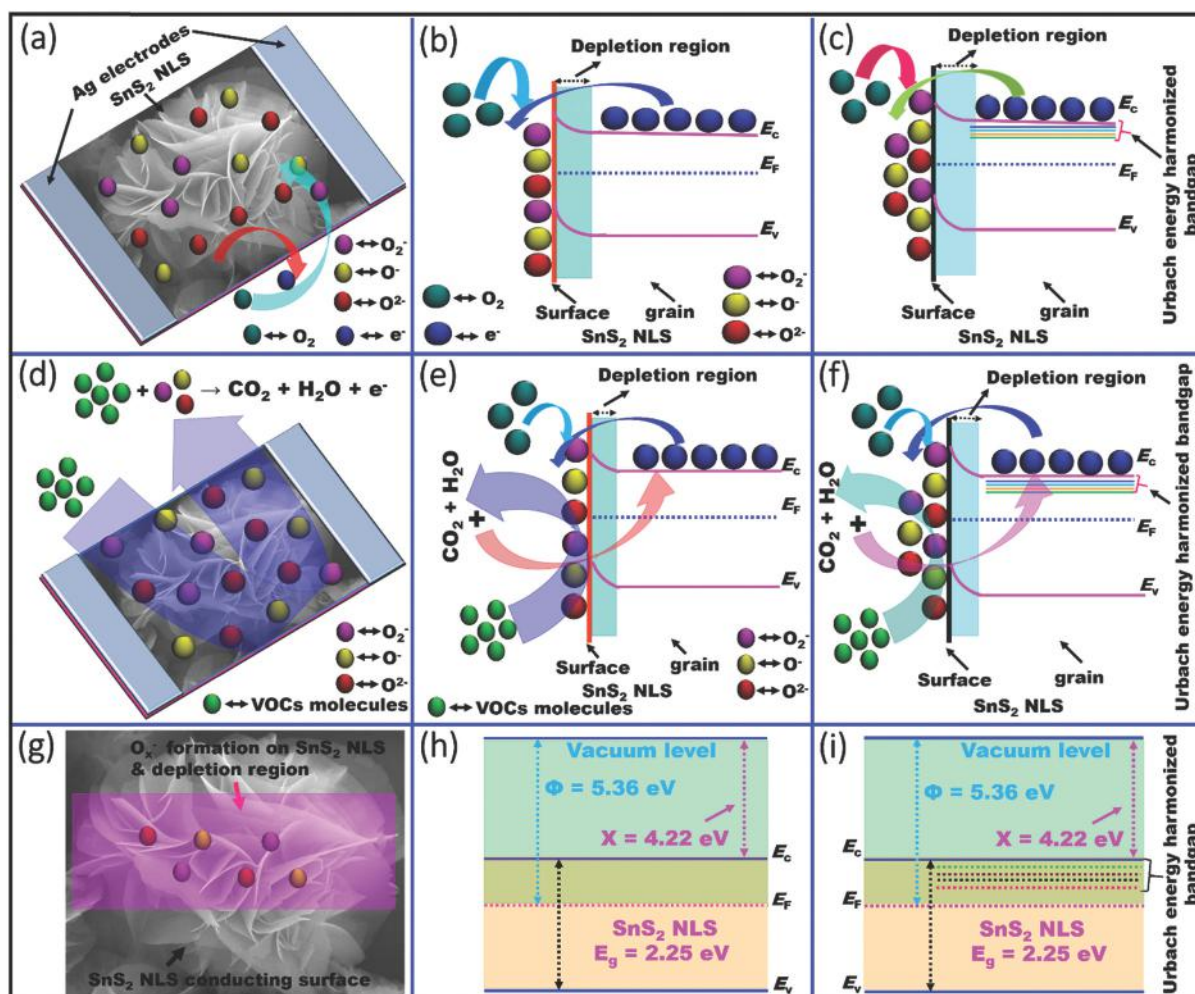 (a)
Ag electrodes
SnS₂ NLS
↔O₂⁻
↔O⁻
↔O²⁻
↔O₂
↔e⁻
(b)
Depletion region
Ec
EF
Ev
↔O₂
↔e⁻
Surface
grain
SnS₂ NLS
↔O₂⁻
↔O⁻
↔O²⁻
(c)
Depletion region
Ec
EF
Ev
Surface
grain
SnS₂ NLS
Urbach energy harmonized
bandgap
(d)
+ → CO₂ + H₂O + e⁻
↔O₂⁻
↔O⁻
↔O²⁻
↔VOCs molecules
(e)
Depletion region
CO₂ + H₂O
+
Ec
EF
Ev
Surface
grain
SnS₂ NLS
↔O₂⁻
↔O⁻
↔O²⁻
↔VOCs molecules
(f)
Depletion region
CO₂ + H₂O
+
Ec
EF
Ev
Surface
grain
SnS₂ NLS
Urbach energy harmonized bandgap
(g)
Oₓ⁻ formation on SnS₂ NLS
& depletion region
SnS₂ NLS conducting surface
(h)
Vacuum level
Φ = 5.36 eV
X = 4.22 eV
Ec
EF
SnS₂ NLS
Eg = 2.25 eV
Ev
(i)
Vacuum level
Φ = 5.36 eV
X = 4.22 eV
Ec
EF
SnS₂ NLS
Eg = 2.25 eV
Ev
Urbach energy harmonized
bandgap